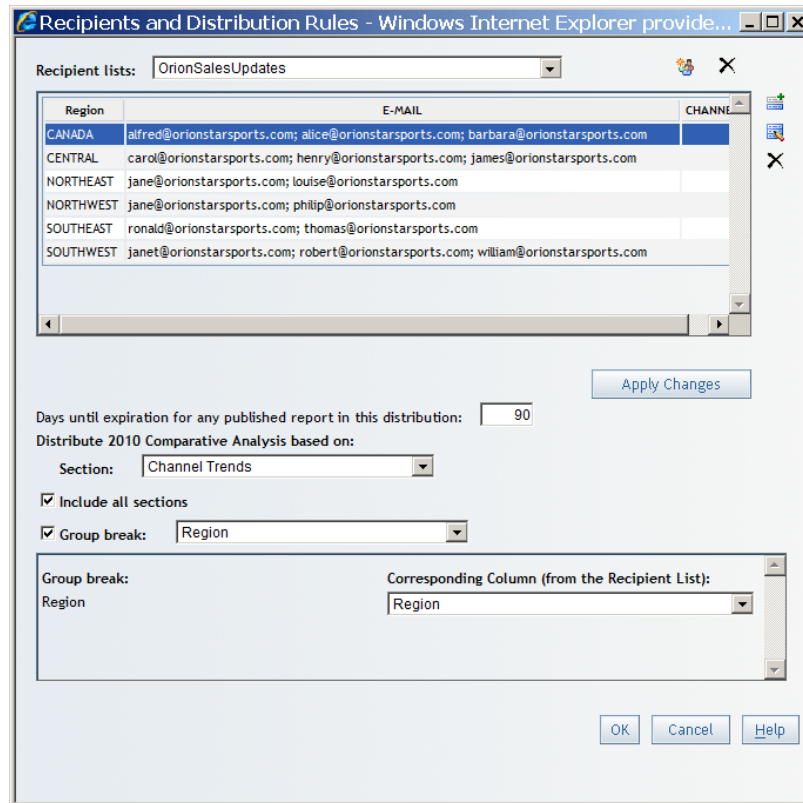 Recipients and Distribution Rules - Windows Internet Explorer provide...
Recipient lists: OrionSalesUpdates
Region E-MAIL CHANNE
CANADA alfred@orionstarsports.com; alice@orionstarsports.com; barbara@orionstarsports.com
CENTRAL carol@orionstarsports.com; henry@orionstarsports.com; james@orionstarsports.com
NORTHEAST jane@orionstarsports.com; louise@orionstarsports.com
NORTHWEST jane@orionstarsports.com; philip@orionstarsports.com
SOUTHEAST ronald@orionstarsports.com; thomas@orionstarsports.com
SOUTHWEST janet@orionstarsports.com; robert@orionstarsports.com; william@orionstarsports.com
Apply Changes
Days until expiration for any published report in this distribution: 90
Distribute 2010 Comparative Analysis based on:
Section: Channel Trends
Include all sections
Group break: Region
Group break: Corresponding Column (from the Recipient List):
Region Region
OK Cancel Help